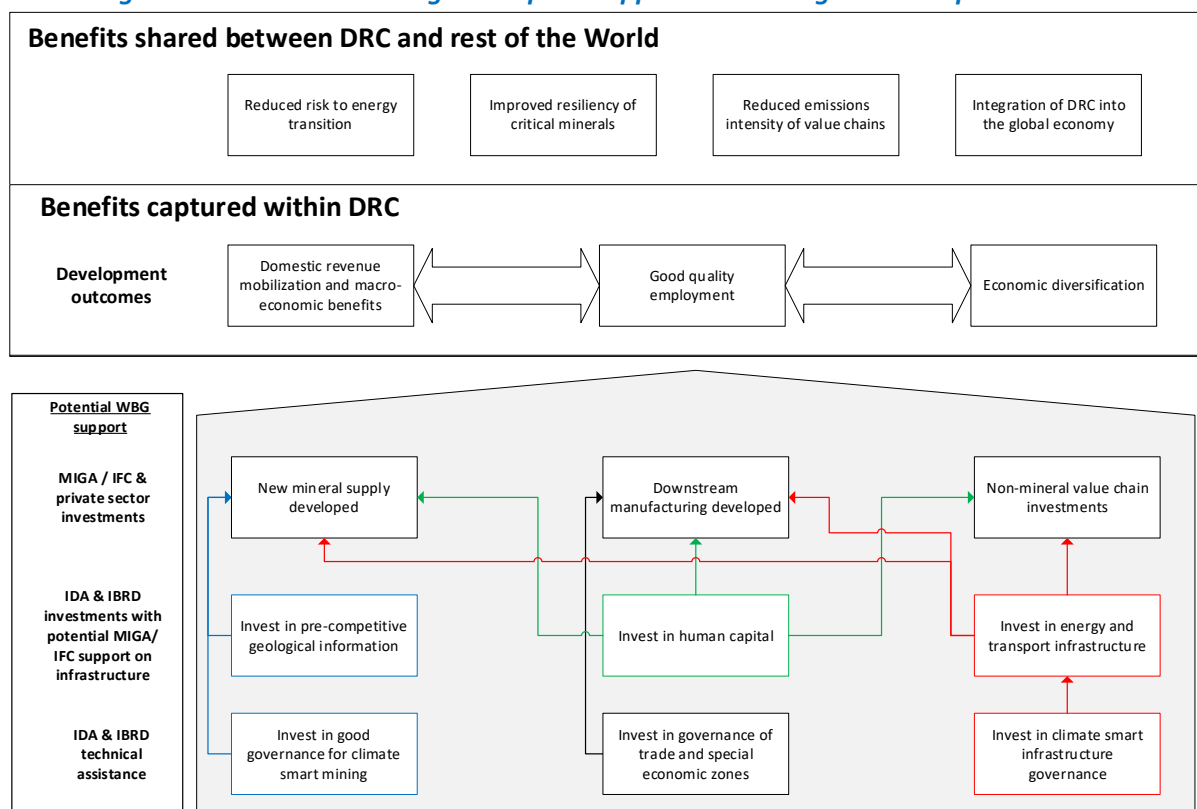 Benefits shared between DRC and rest of the World
Reduced risk to energy
transition
Improved resiliency of
critical minerals
Reduced emissions
intensity of value chains
Integration of DRC into
the global economy
Benefits captured within DRC
Development
outcomes
Domestic revenue
mobilization and macro-
economic benefits
Good quality
employment
Economic diversification
Potential WBG
support
MIGA / IFC &
private sector
investments
New mineral supply
developed
Downstream
manufacturing developed
Non-mineral value chain
investments
IDA & IBRD
investments with
potential MIGA/
IFC support on
infrastructure
Invest in pre-competitive
geological information
Invest in human capital
Invest in energy and
transport infrastructure
IDA & IBRD
technical
assistance
Invest in good
governance for climate
smart mining
Invest in governance of
trade and special
economic zones
Invest in climate smart
infrastructure
governance